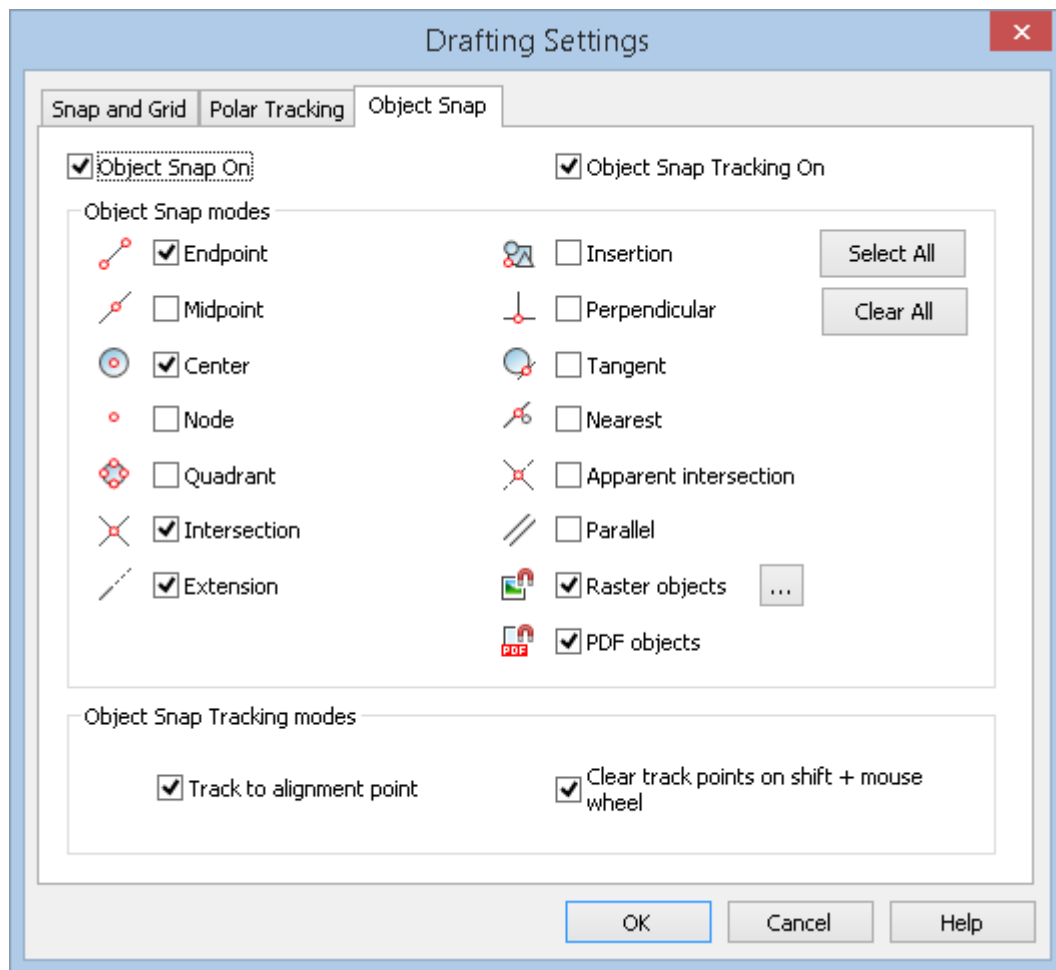 Drafting Settings
Snap and Grid
Polar Tracking
Object Snap
Object Snap On
Object Snap Tracking On
Object Snap modes
Endpoint
Insertion
Select All
Midpoint
Perpendicular
Clear All
Center
Tangent
Node
Nearest
Quadrant
Apparent intersection
Intersection
Parallel
Extension
Raster objects
...
PDF
PDF objects
Object Snap Tracking modes
Track to alignment point
Clear track points on shift + mouse
wheel
OK
Cancel
Help